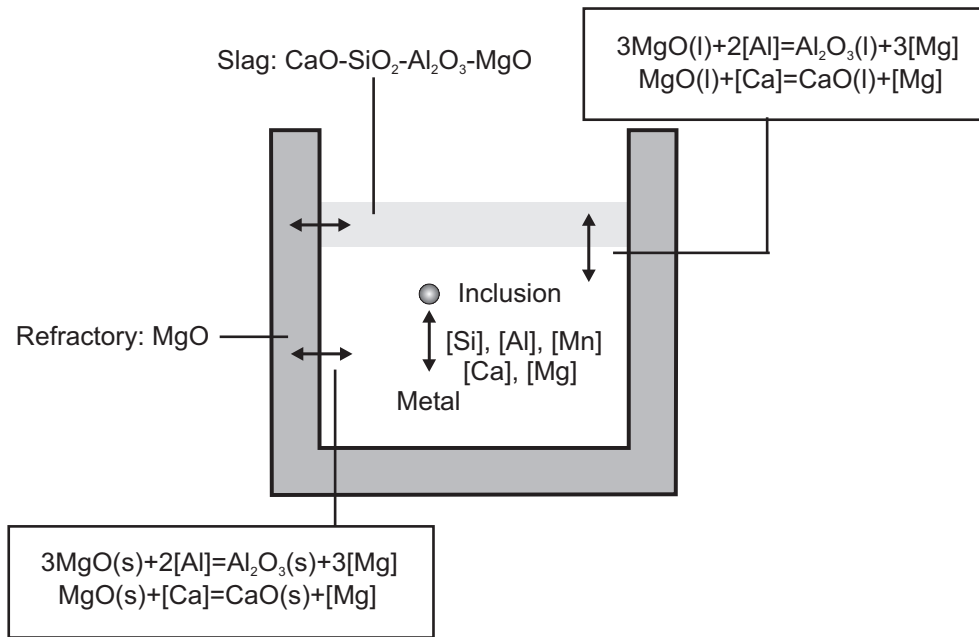 3MgO(l)+2[Al]=Al₂O₃(l)+3[Mg]
MgO(l)+[Ca]=CaO(l)+[Mg]
Slag: CaO-SiO₂-Al₂O₃-MgO
Inclusion
Refractory: MgO
[Si], [Al], [Mn]
[Ca], [Mg]
Metal
3MgO(s)+2[Al]=Al₂O₃(s)+3[Mg]
MgO(s)+[Ca]=CaO(s)+[Mg]